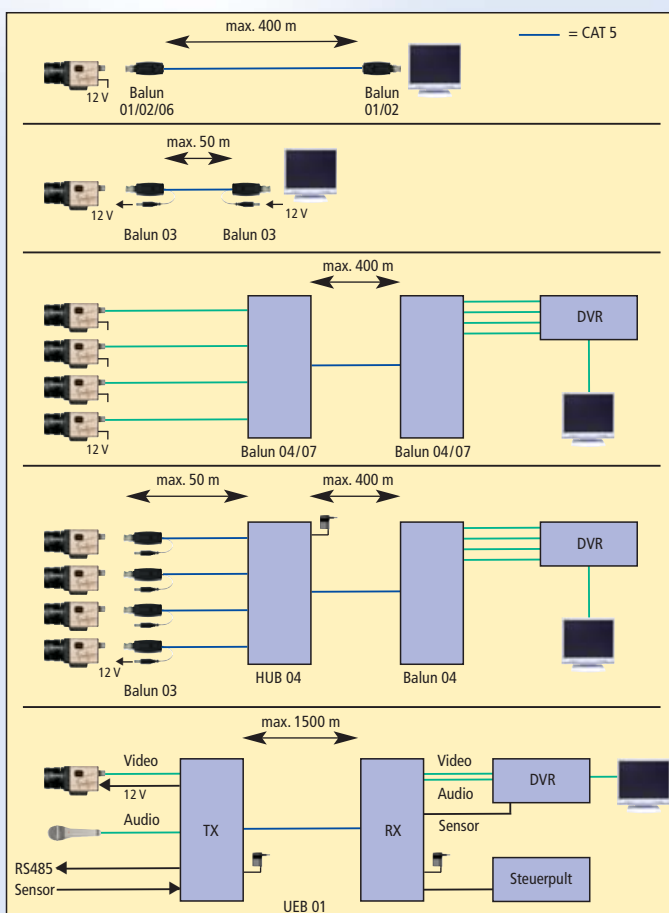 max. 400 m
= CAT 5
12 V
Balun
01/02/06
Balun
01/02
max. 50 m
12 V
12 V
Balun 03
Balun 03
max. 400 m
DVR
12 V
Balun 04/07
Balun 04/07
max. 50 m
max. 400 m
DVR
12 V
Balun 03
HUB 04
Balun 04
max. 1500 m
Video
12 V
Audio
TX
RX
Video
Audio
DVR
Sensor
RS485
Sensor
Steuerpult
UEB 01